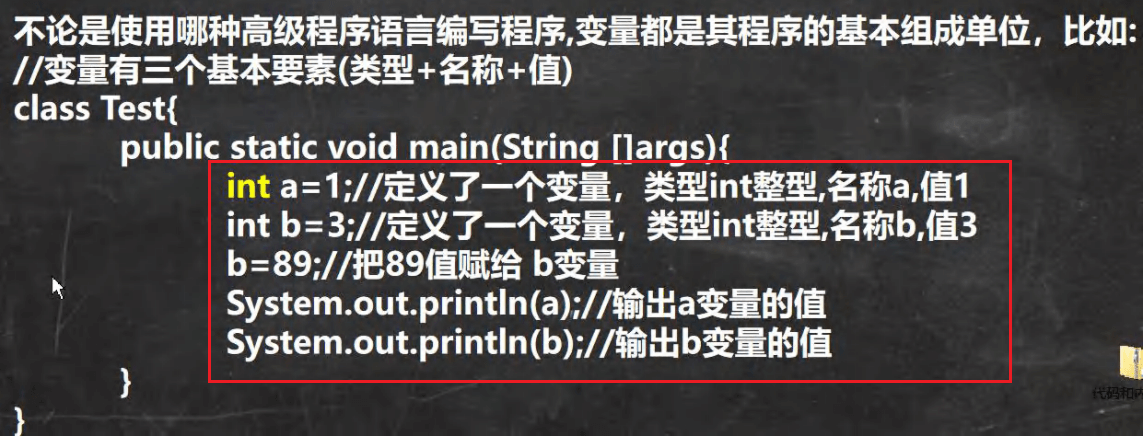 不论是使用哪种高级程序语言编写程序,变量都是其程序的基本组成单位，比如:
//变量有三个基本要素(类型+名称+值)
class Test{
public static void main(String []args){
int a=1;//定义了一个变量，类型int整型,名称a,值1
int b=3;//定义了一个变量，类型int整型,名称b,值3
b=89;//把89值赋给 b变量
System.out.println(a);//输出a变量的值
System.out.println(b);//输出b变量的值
}
}
代码和